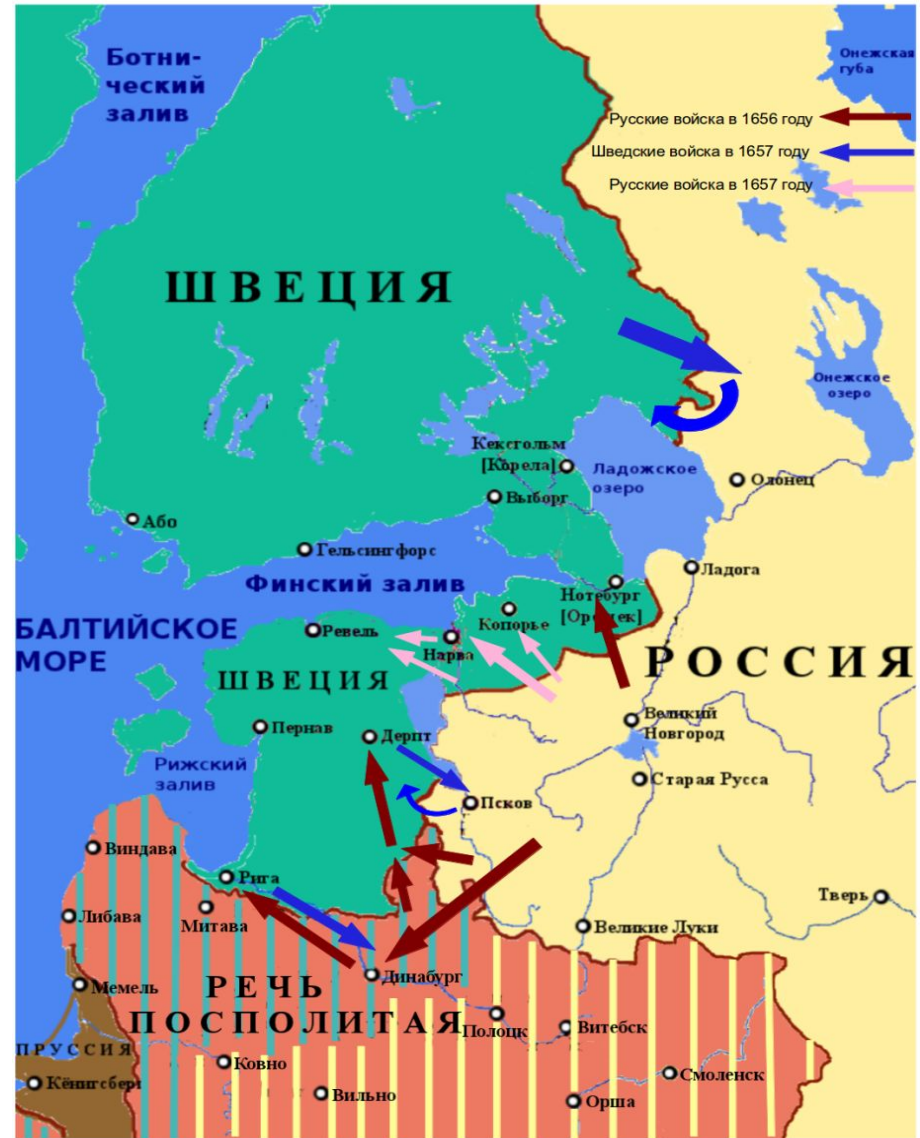 Ботни-
ческий
залив
Онежская
губа
Русские войска в 1656 году
Шведские войска в 1657 году
Русские войска в 1657 году
ШВЕЦИЯ
Онежское
озеро
Кексгольм
[Корела]
Ладожское
озеро
Олонец
Выборг
Або
Гельсингфорс
Ладога
Финский залив
Нотебург
[Орешек]
Копорье
БАЛТИЙСКОЕ
МОРЕ
Ревель
Нарва
РОССИЯ
ШВЕЦИЯ
Великий
Новгород
Пернав
Дерпт
Рижский
залив
Старая Русса
Псков
Виндава
Рига
Тверь
Либава
Митава
Великие Луки
Динабург
Мемель
РЕЧЬ
ПОСПОЛИТАЯ
Полоцк
Витебск
ПРУССИЯ
Ковно
Смоленск
Кёнигсберг
Вильно
Орша